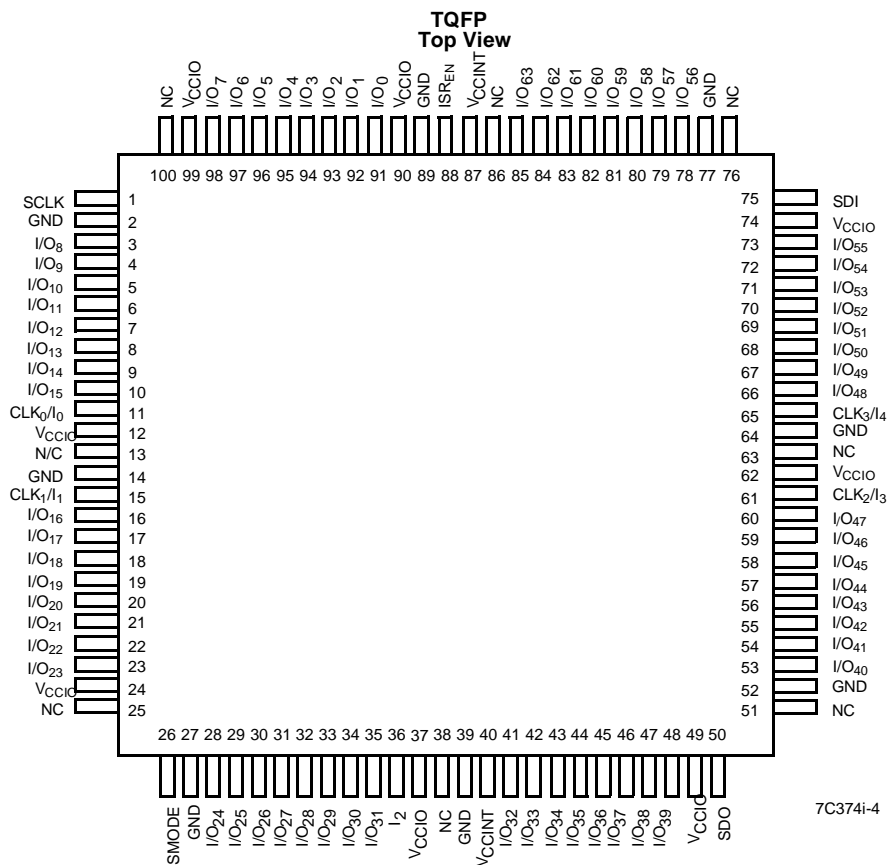 TQFP
Top View
NC
VCCIO
I/O7
I/O6
I/O5
I/O4
I/O3
I/O2
I/O1
I/O0
VCCIO
GND
ISREN
VCCINT
NC
I/O63
I/O62
I/O61
I/O60
I/O59
I/O58
I/O57
I/O56
GND
NC
100 99 98 97 96 95 94 93 92 91 90 89 88 87 86 85 84 83 82 81 80 79 78 77 76
SCLK 1
GND 2
I/O8 3
I/O9 4
I/O10 5
I/O11 6
I/O12 7
I/O13 8
I/O14 9
I/O15 10
CLK0/I0 11
VCCIO 12
N/C 13
GND 14
CLK1/I1 15
I/O16 16
I/O17 17
I/O18 18
I/O19 19
I/O20 20
I/O21 21
I/O22 22
I/O23 23
VCCIO 24
NC 25
75 SDI
74 VCCIO
73 I/O55
72 I/O54
71 I/O53
70 I/O52
69 I/O51
68 I/O50
67 I/O49
66 I/O48
65 CLK3/I4
64 GND
63 NC
62 VCCIO
61 CLK2/I3
60 I/O47
59 I/O46
58 I/O45
57 I/O44
56 I/O43
55 I/O42
54 I/O41
53 I/O40
52 GND
51 NC
26 27 28 29 30 31 32 33 34 35 36 37 38 39 40 41 42 43 44 45 46 47 48 49 50
SMODE
GND
I/O24
I/O25
I/O26
I/O27
I/O28
I/O29
I/O30
I/O31
I2
VCCIO
NC
GND
VCCINT
I/O32
I/O33
I/O34
I/O35
I/O36
I/O37
I/O38
I/O39
VCCIO
SDO
7C374i-4